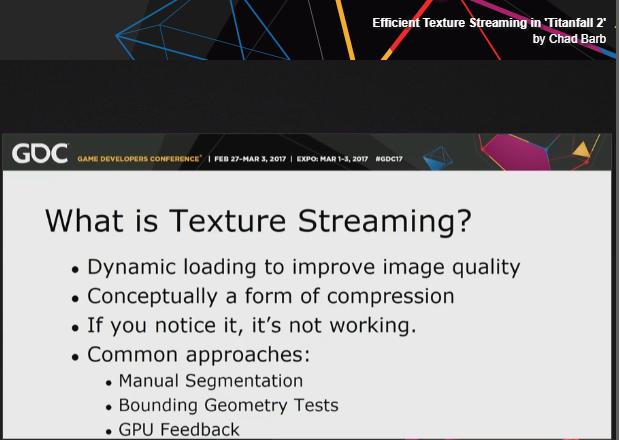 Efficient Texture Streaming in 'Titanfall 2'
by Chad Barb
GDC GAME DEVELOPERS CONFERENCE® | FEB 27-MAR 3, 2017 | EXPO: MAR 1-3, 2017 #GDC17
What is Texture Streaming?
• Dynamic loading to improve image quality
• Conceptually a form of compression
• If you notice it, it's not working.
• Common approaches:
• Manual Segmentation
• Bounding Geometry Tests
• GPU Feedback